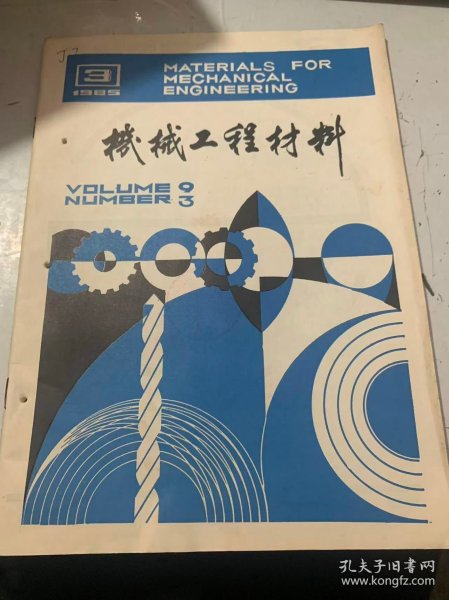 J7
3
1985
MATERIALS FOR
MECHANICAL
ENGINEERING
機械工程材料
VOLUME 9
NUMBER 3
孔夫子旧书网
www.kongfz.com